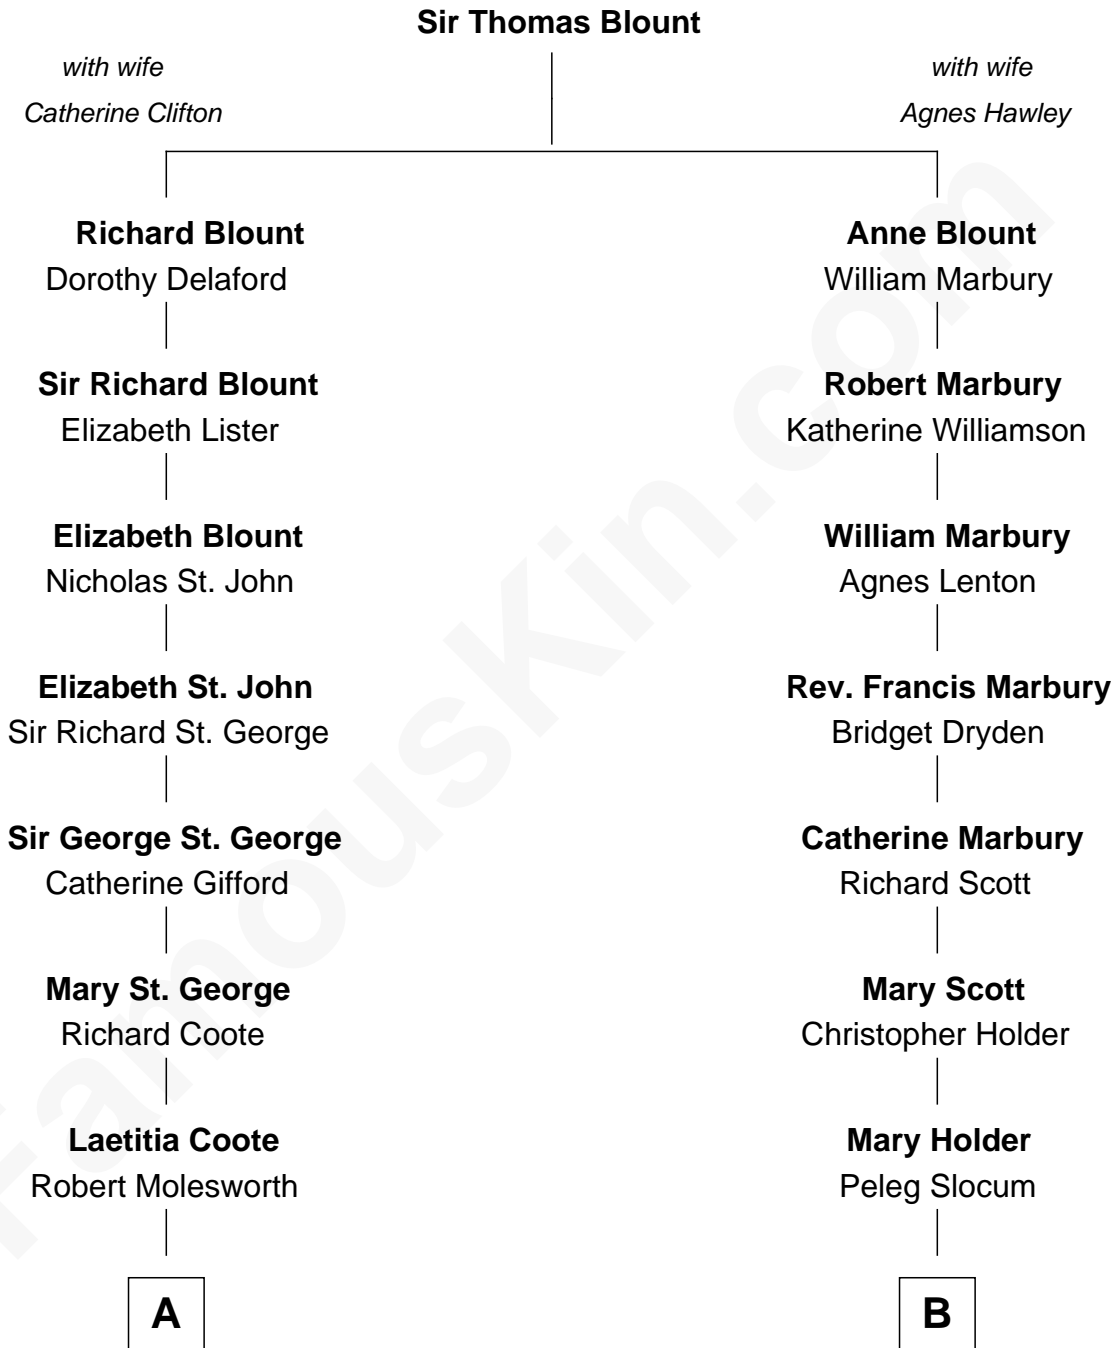 Sir Thomas Blount
with wife
Catherine Clifton
with wife
Agnes Hawley
Richard Blount
Dorothy Delaford
Anne Blount
William Marbury
Sir Richard Blount
Elizabeth Lister
Robert Marbury
Katherine Williamson
Elizabeth Blount
Nicholas St. John
William Marbury
Agnes Lenton
Elizabeth St. John
Sir Richard St. George
Rev. Francis Marbury
Bridget Dryden
Sir George St. George
Catherine Gifford
Catherine Marbury
Richard Scott
Mary St. George
Richard Coote
Mary Scott
Christopher Holder
Laetitia Coote
Robert Molesworth
Mary Holder
Peleg Slocum
A
B
FamousKin.com